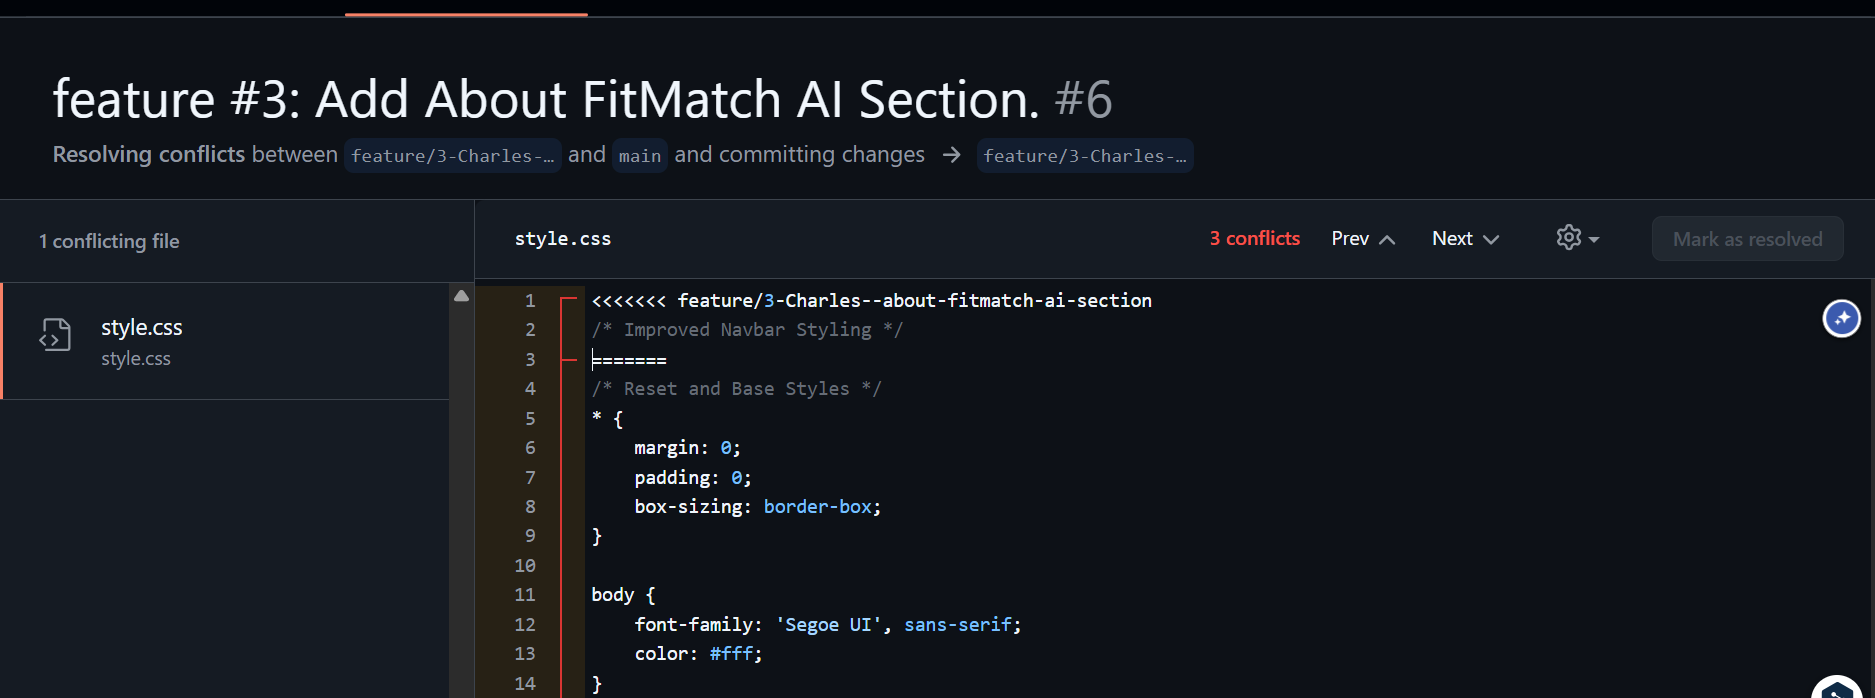 feature #3: Add About FitMatch AI Section. #6
Resolving conflicts between feature/3-Charles-… and main and committing changes → feature/3-Charles-…
1 conflicting file
style.css
style.css
style.css
3 conflicts Prev Next Mark as resolved
1 <<<<<<< feature/3-Charles--about-fitmatch-ai-section
2 /* Improved Navbar Styling */
3 =======
4 /* Reset and Base Styles */
5 * {
6 margin: 0;
7 padding: 0;
8 box-sizing: border-box;
9 }
10
11 body {
12 font-family: 'Segoe UI', sans-serif;
13 color: #fff;
14 }